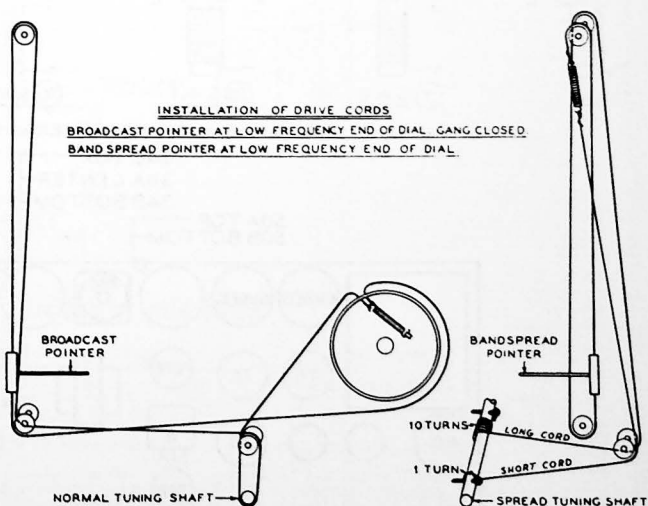 INSTALLATION OF DRIVE CORDS
BROADCAST POINTER AT LOW FREQUENCY END OF DIAL GANG CLOSED
BAND SPREAD POINTER AT LOW FREQUENCY END OF DIAL
BROADCAST
POINTER
BANDSPREAD
POINTER
10 TURNS
LONG CORD
1 TURN
SHORT CORD
NORMAL TUNING SHAFT
SPREAD TUNING SHAFT